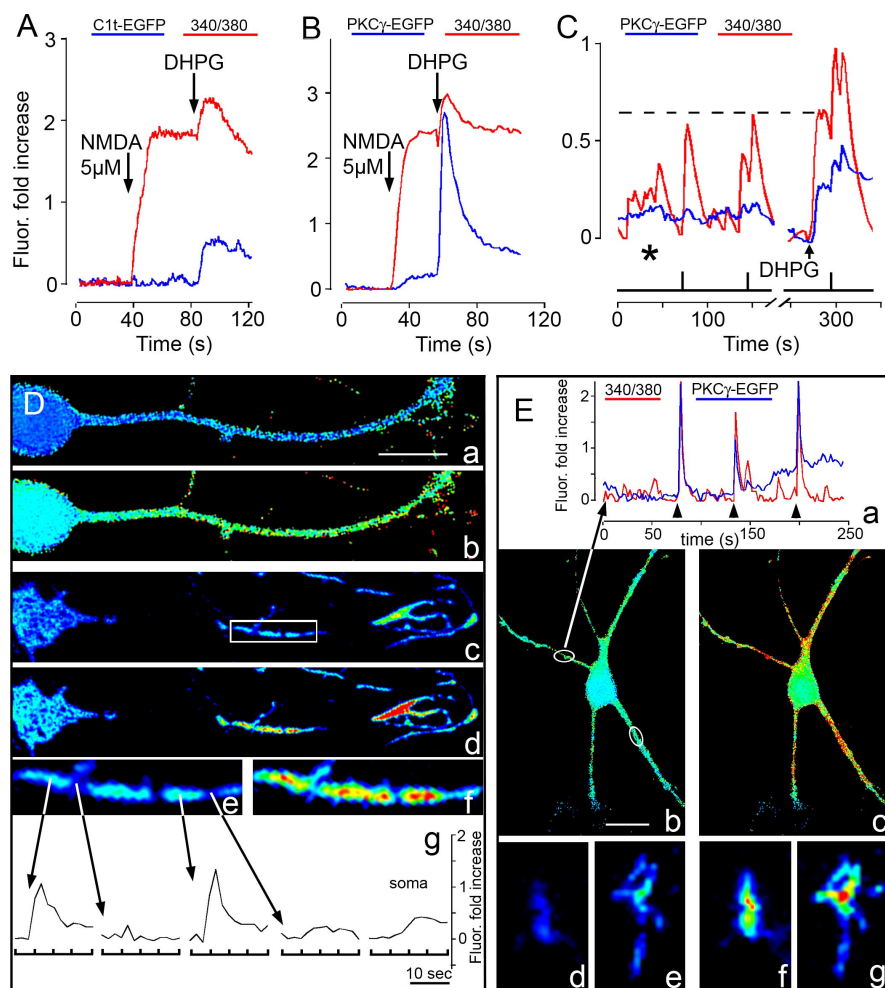 A
C1t-EGFP 340/380
DHPG
NMDA
5µM
Fluor. fold increase
3
2
1
0
0 40 80 120
Time (s)
B
PKCγ-EGFP 340/380
DHPG
NMDA
5µM
3
2
1
0
0 40 80 120
Time (s)
C
PKCγ-EGFP 340/380
1
0.5
0
*
DHPG
0 100 300
Time (s)
D
a
b
c
d
e
f
g
2
1
0
Fluor. fold increase
soma
10 sec
E
340/380 PKCγ-EGFP
Fluor. fold increase
2
1
0
a
0 50 150 250
time (s)
b
c
d
e
f
g